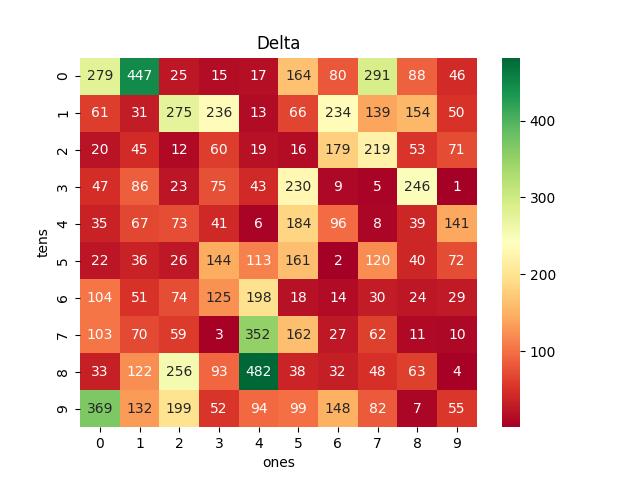 Delta
0 279 447 25 15 17 164 80 291 88 46
1 61 31 275 236 13 66 234 139 154 50
2 20 45 12 60 19 16 179 219 53 71
3 47 86 23 75 43 230 9 5 246 1
4 35 67 73 41 6 184 96 8 39 141
5 22 36 26 144 113 161 2 120 40 72
6 104 51 74 125 198 18 14 30 24 29
7 103 70 59 3 352 162 27 62 11 10
8 33 122 256 93 482 38 32 48 63 4
9 369 132 199 52 94 99 148 82 7 55
0 1 2 3 4 5 6 7 8 9
ones
tens
400
300
200
100